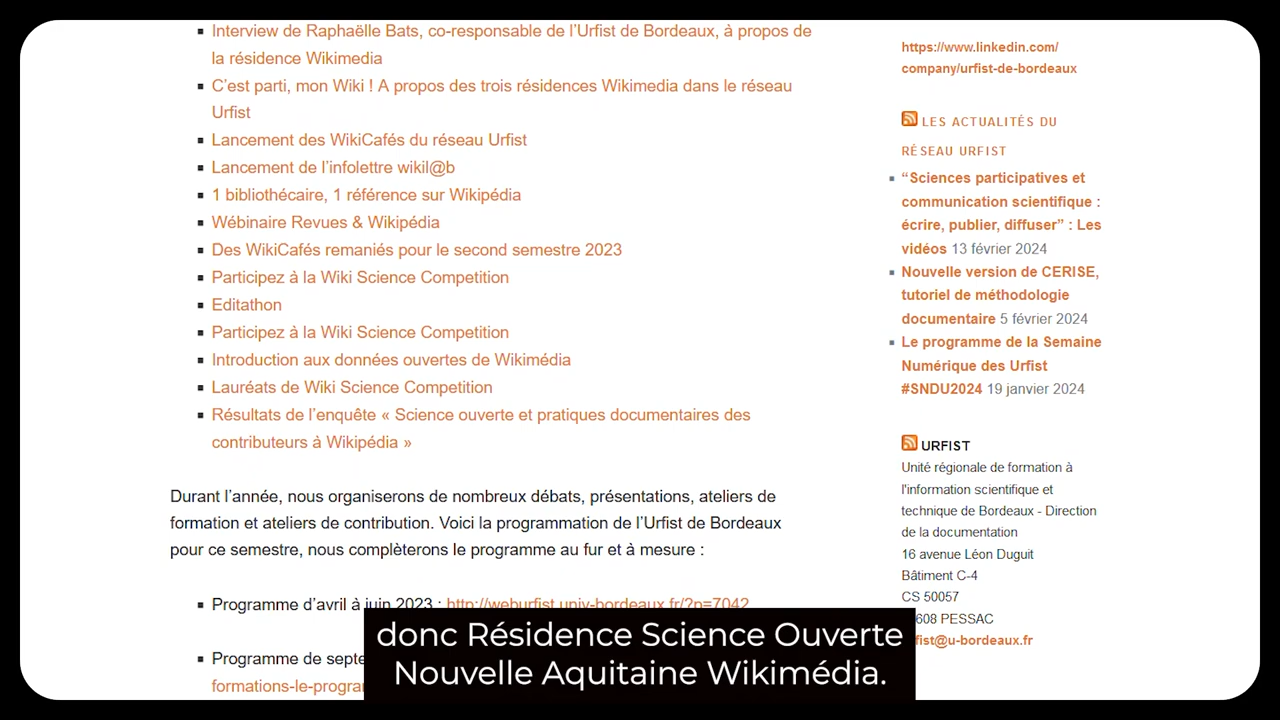 Interview de Raphaëlle Bats, co-responsable de l’Urfist de Bordeaux, à propos de
la résidence Wikimedia
C’est parti, mon Wiki ! A propos des trois résidences Wikimedia dans le réseau
Urfist
Lancement des WikiCafés du réseau Urfist
Lancement de l’infolettre wikil@b
1 bibliothécaire, 1 référence sur Wikipédia
Wébinaire Revues & Wikipédia
Des WikiCafés remaniés pour le second semestre 2023
Participez à la Wiki Science Competition
Editathon
Participez à la Wiki Science Competition
Introduction aux données ouvertes de Wikimédia
Lauréats de Wiki Science Competition
Résultats de l’enquête « Science ouverte et pratiques documentaires des
contributeurs à Wikipédia »
Durant l’année, nous organiserons de nombreux débats, présentations, ateliers de
formation et ateliers de contribution. Voici la programmation de l’Urfist de Bordeaux
pour ce semestre, nous complèterons le programme au fur et à mesure :
Programme d’avril à juin 2023 : http://weburfist.univ-bordeaux.fr/?p=7042
Programme de septe
formations-le-progra
https://www.linkedin.com/
company/urfist-de-bordeaux
LES ACTUALITÉS DU
RÉSEAU URFIST
“Sciences participatives et
communication scientifique :
écrire, publier, diffuser” : Les
vidéos 13 février 2024
Nouvelle version de CERISE,
tutoriel de méthodologie
documentaire 5 février 2024
Le programme de la Semaine
Numérique des Urfist
#SNDU2024 19 janvier 2024
URFIST
Unité régionale de formation à
l'information scientifique et
technique de Bordeaux - Direction
de la documentation
16 avenue Léon Duguit
Bâtiment C-4
CS 50057
608 PESSAC
fist@u-bordeaux.fr
donc Résidence Science Ouverte
Nouvelle Aquitaine Wikimédia.